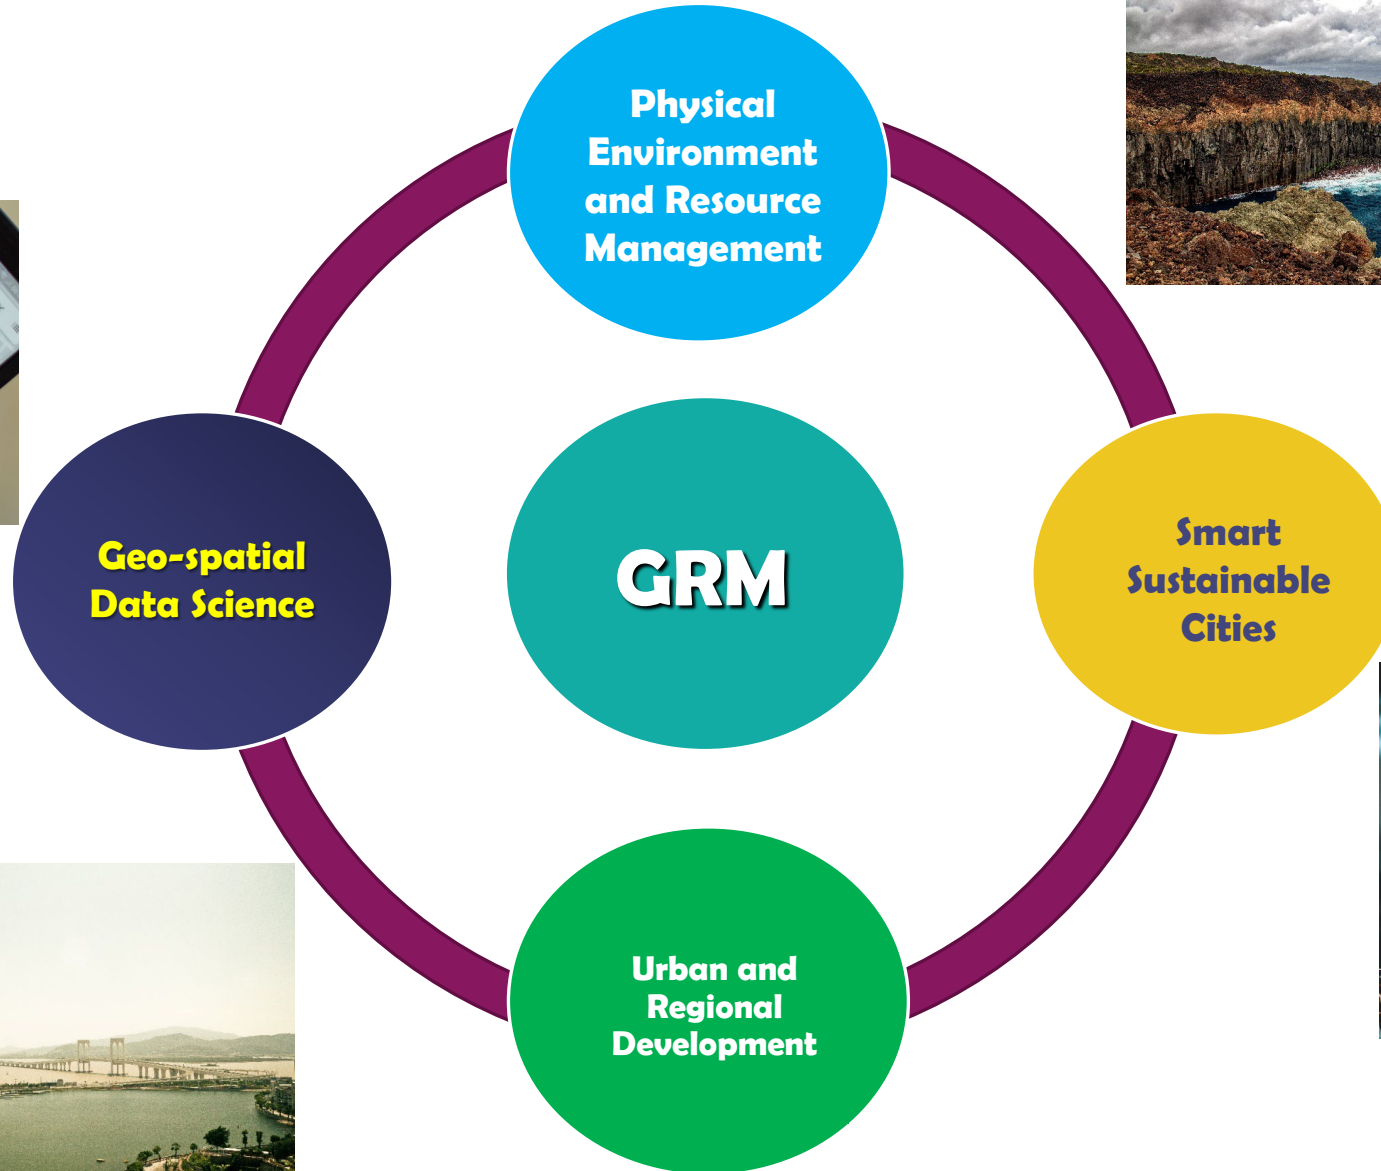 Physical
Environment
and Resource
Management
Geo-spatial
Data Science
GRM
Smart
Sustainable
Cities
Urban and
Regional
Development